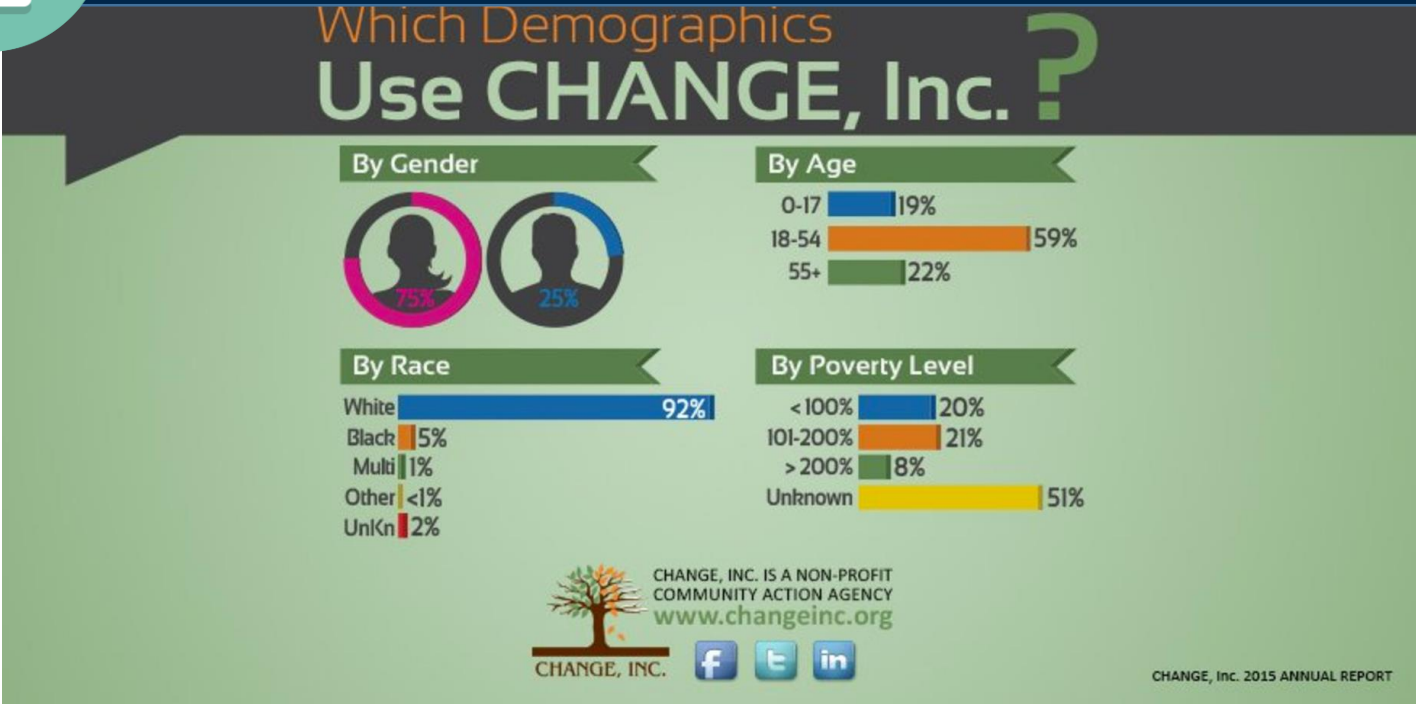 Which Demographics
Use CHANGE, Inc. ?
By Gender
75%
25%
By Age
0-17 19%
18-54 59%
55+ 22%
By Race
White 92%
Black 5%
Multi 1%
Other <1%
UnKn 2%
By Poverty Level
<100% 20%
101-200% 21%
>200% 8%
Unknown 51%
CHANGE, INC. IS A NON-PROFIT
COMMUNITY ACTION AGENCY
www.changeinc.org
CHANGE, INC.
f
t
in
CHANGE, Inc. 2015 ANNUAL REPORT